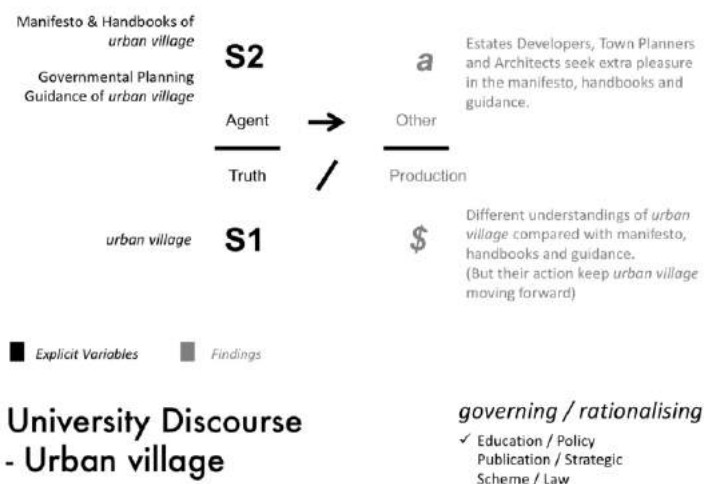 Manifesto & Handbooks of
urban village
Governmental Planning
Guidance of urban village
S2
a
Estates Developers, Town Planners
and Architects seek extra pleasure
in the manifesto, handbooks and
guidance.
Agent
Other
Truth
/
Production
urban village
S1
$
Different understandings of urban
village compared with manifesto,
handbooks and guidance.
(But their action keep urban village
moving forward)
Explicit Variables
Findings
University Discourse
- Urban village
governing / rationalising
✓ Education / Policy
Publication / Strategic
Scheme / Law